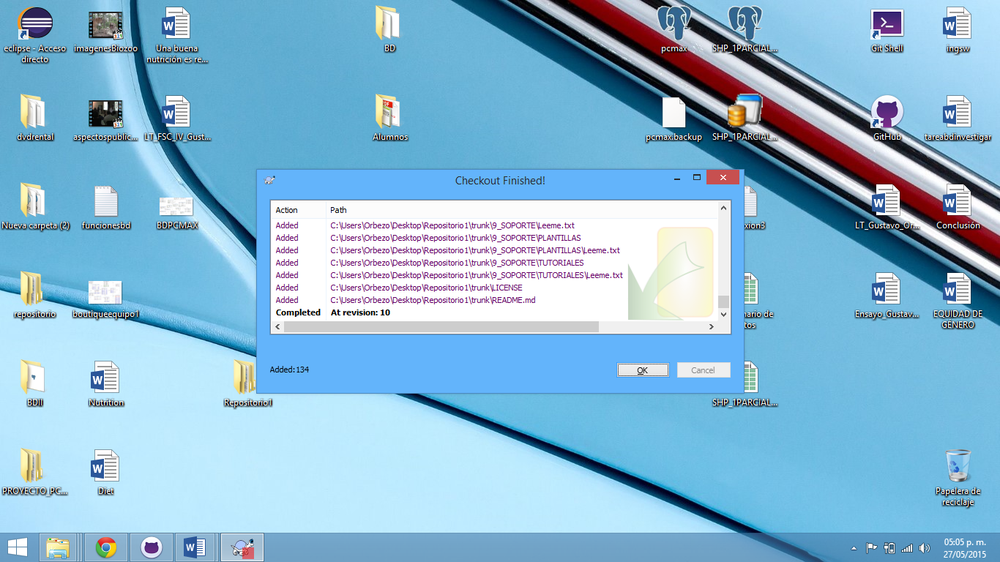 eclipse - Acceso
directo
imagenesBiozoo
Una buena
nutrición es re...
BD
pcmax
SHP_1PARCIAL...
Git Shell
ingsw
dvdrental
aspectospublic...
LT_FSC_IV_Gust...
Alumnos
pcmax.backup
SHP_1PARCIAL...
GitHub
tareabdinvestigar
Nueva carpeta (2)
funcionesbd
BDPCMAX
xion3
LT_Gustavo_Or...
Conclusión
repositorio
boutiqueequipo1
nario de
tos
Ensayo_Gustav...
EQUIDAD DE
GÉNERO
BDII
Nutrition
Repositorio1
SHP_1PARCIAL...
PROYECTO_PC...
Diet
Papelera de
reciclaje
Checkout Finished!
Action Path
Added C:\Users\Orbezo\Desktop\Repositorio1\trunk\9_SOPORTE\Leeme.txt
Added C:\Users\Orbezo\Desktop\Repositorio1\trunk\9_SOPORTE\PLANTILLAS
Added C:\Users\Orbezo\Desktop\Repositorio1\trunk\9_SOPORTE\PLANTILLAS\Leeme.txt
Added C:\Users\Orbezo\Desktop\Repositorio1\trunk\9_SOPORTE\TUTORIALES
Added C:\Users\Orbezo\Desktop\Repositorio1\trunk\9_SOPORTE\TUTORIALES\Leeme.txt
Added C:\Users\Orbezo\Desktop\Repositorio1\trunk\LICENSE
Added C:\Users\Orbezo\Desktop\Repositorio1\trunk\README.md
Completed At revision: 10
Added:134
OK
Cancel
05:05 p. m.
27/05/2015